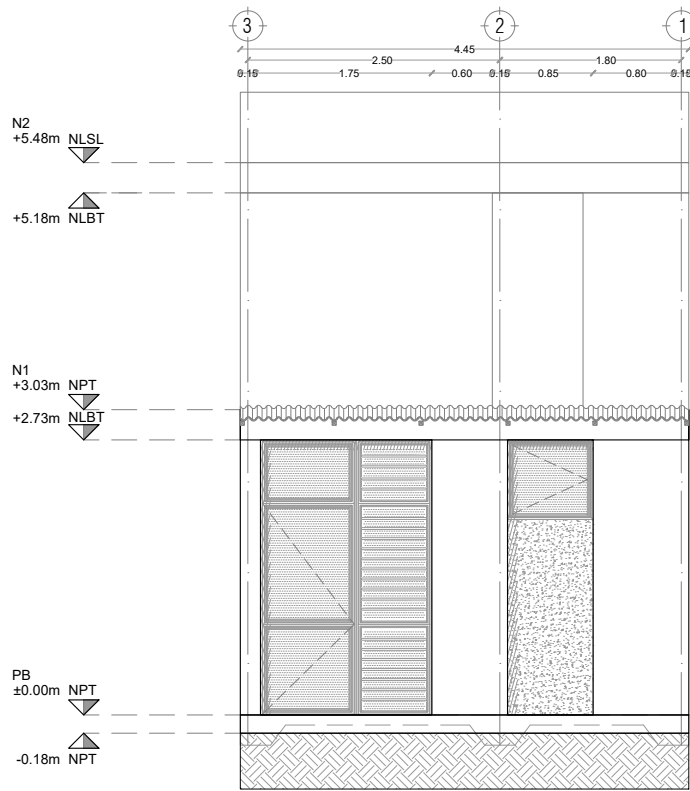 3
2
1
4.45
2.50
1.80
0.15
1.75
0.60
0.15
0.85
0.80
0.15
N2
+5.48m NLSL
+5.18m NLBT
N1
+3.03m NPT
+2.73m NLBT
PB
±0.00m NPT
-0.18m NPT